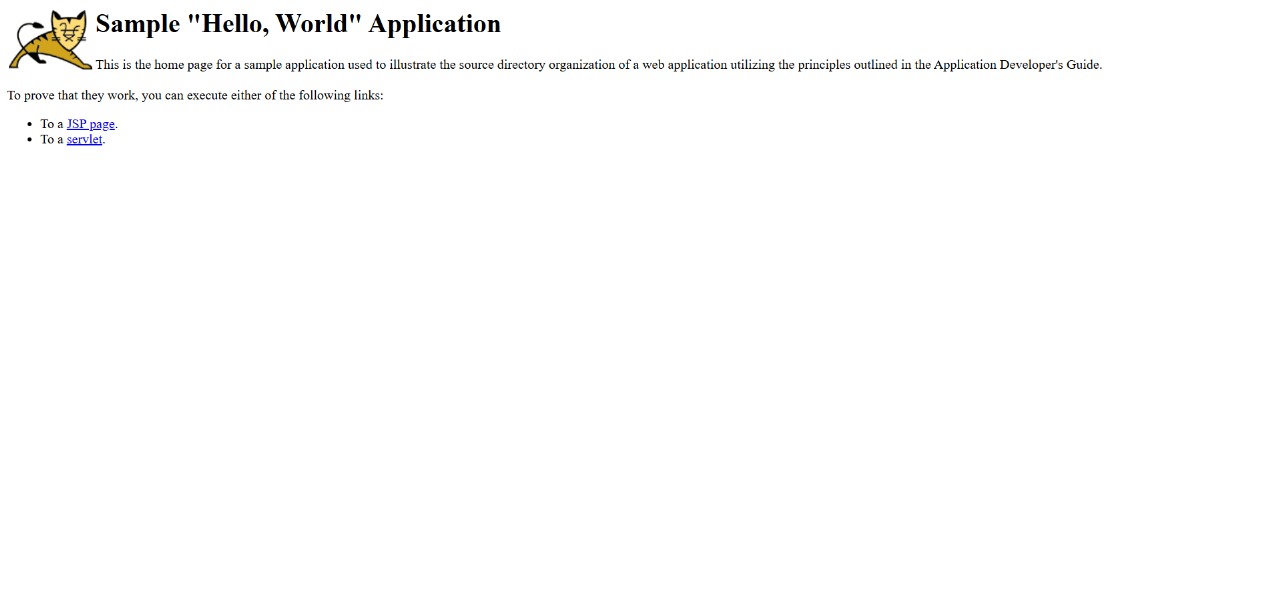 Sample "Hello, World" Application
This is the home page for a sample application used to illustrate the source directory organization of a web application utilizing the principles outlined in the Application Developer's Guide.
To prove that they work, you can execute either of the following links:
• To a JSP page.
• To a servlet.